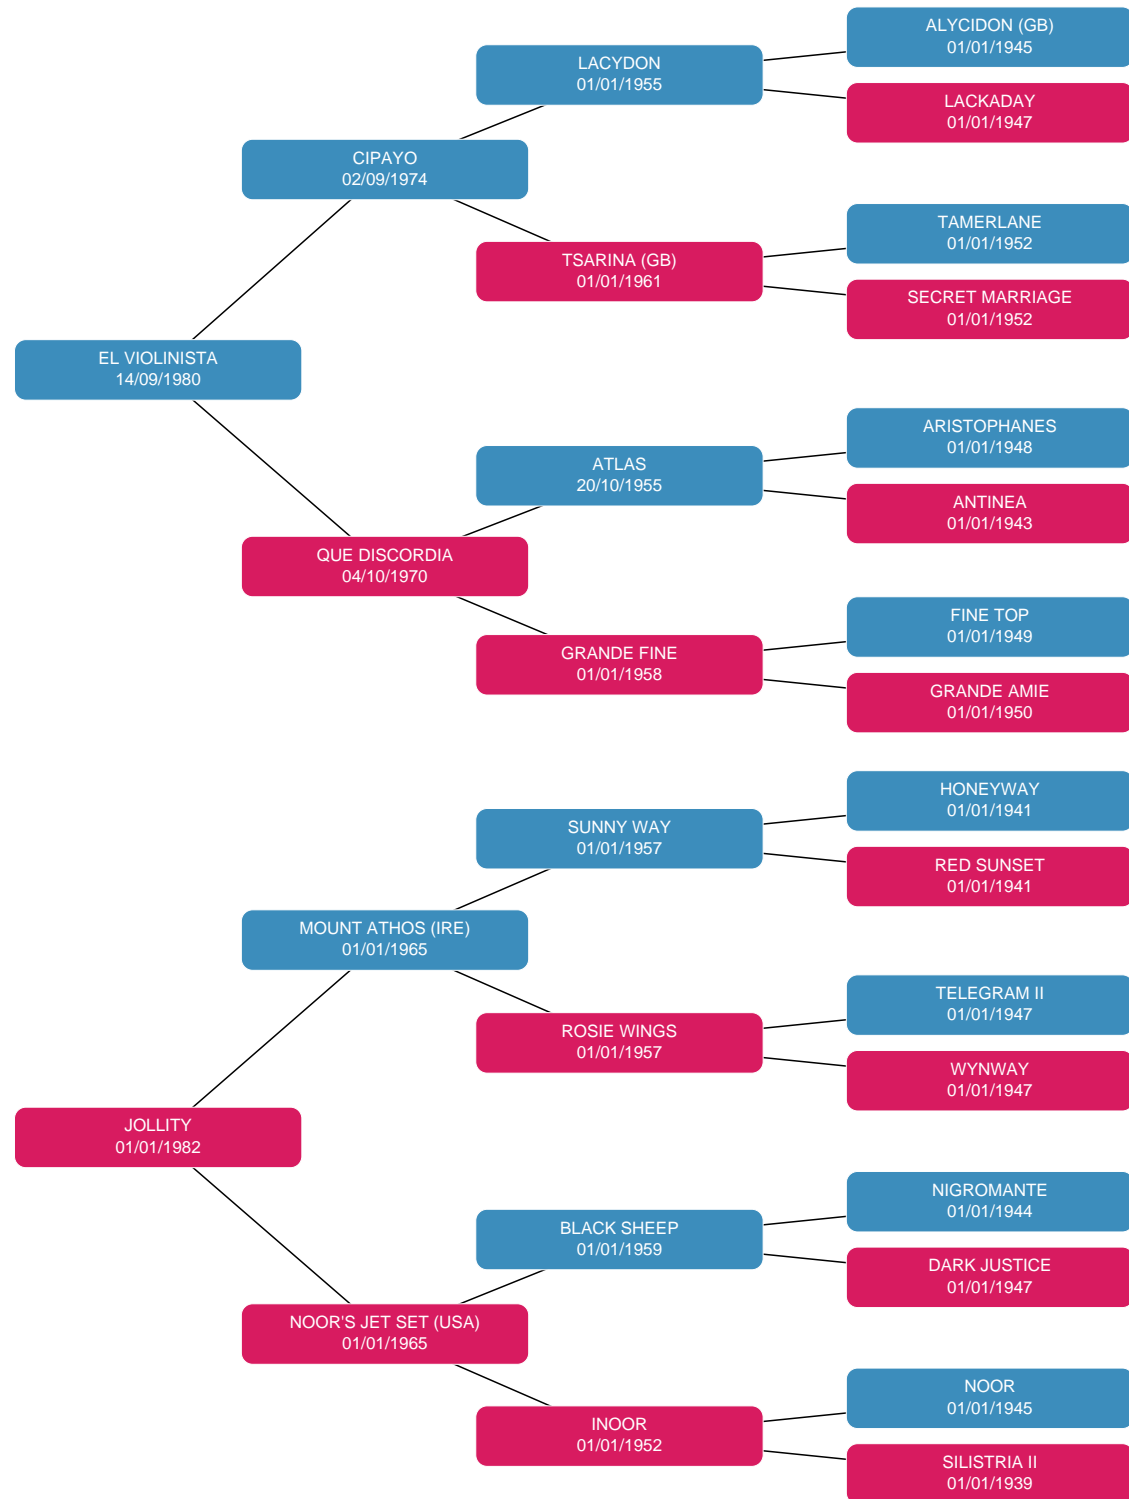 ALYCIDON (GB)
01/01/1945
LACYDON
01/01/1955
LACKADAY
01/01/1947
CIPAYO
02/09/1974
TAMERLANE
01/01/1952
TSARINA (GB)
01/01/1961
SECRET MARRIAGE
01/01/1952
EL VIOLINISTA
14/09/1980
ARISTOPHANES
01/01/1948
ATLAS
20/10/1955
ANTINEA
01/01/1943
QUE DISCORDIA
04/10/1970
FINE TOP
01/01/1949
GRANDE FINE
01/01/1958
GRANDE AMIE
01/01/1950
HONEYWAY
01/01/1941
SUNNY WAY
01/01/1957
RED SUNSET
01/01/1941
MOUNT ATHOS (IRE)
01/01/1965
TELEGRAM II
01/01/1947
ROSIE WINGS
01/01/1957
WYNWAY
01/01/1947
JOLLITY
01/01/1982
NIGROMANTE
01/01/1944
BLACK SHEEP
01/01/1959
DARK JUSTICE
01/01/1947
NOOR'S JET SET (USA)
01/01/1965
NOOR
01/01/1945
INOOR
01/01/1952
SILISTRIA II
01/01/1939